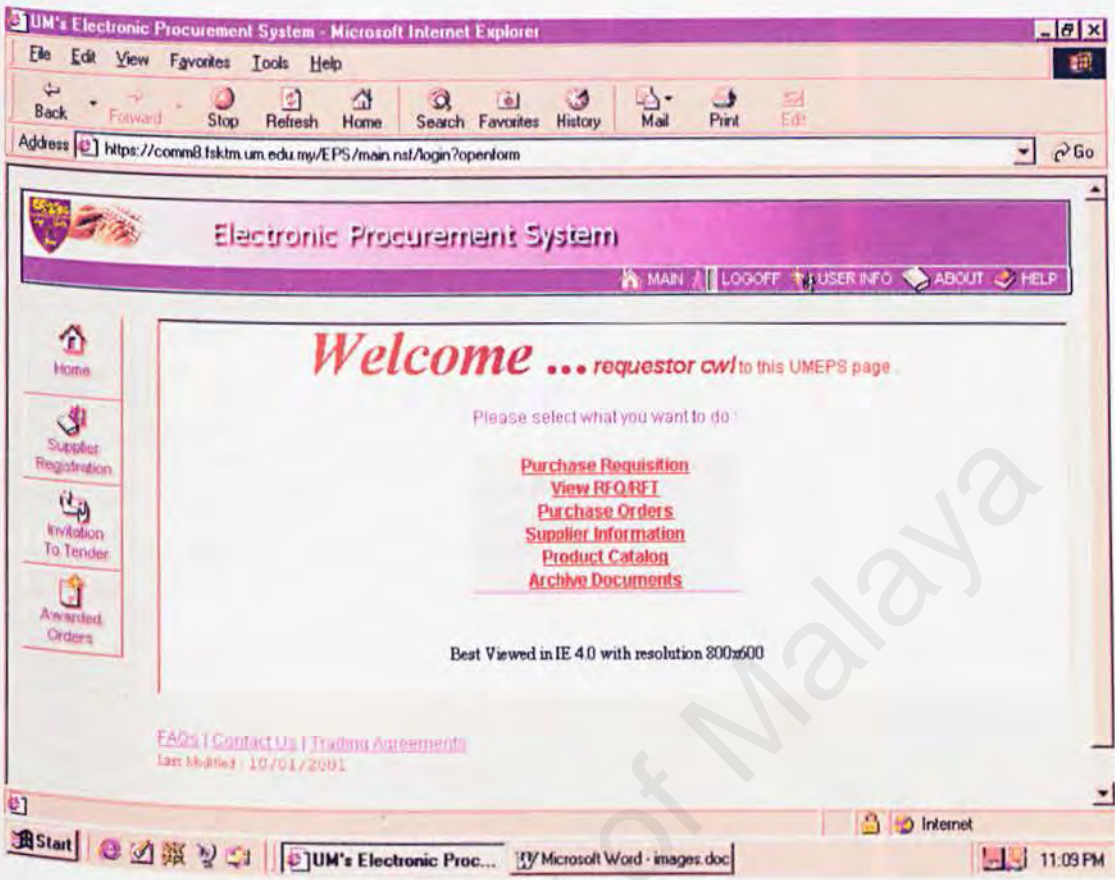 UM's Electronic Procurement System - Microsoft Internet Explorer
File Edit View Favorites Tools Help
Back Forward Stop Refresh Home Search Favorites History Mail Print Edit
Address https://comm8.fsktm.um.edu.my/EPS/main.nsf/login?openform Go
Electronic Procurement System
MAIN LOGOFF USER INFO ABOUT HELP
Home
Supplier
Registration
Invitation
To Tender
Awarded
Orders
Welcome ... requestor cwl to this UMEPS page .
Please select what you want to do :
Purchase Requisition
View RFQ/RFT
Purchase Orders
Supplier Information
Product Catalog
Archive Documents
Best Viewed in IE 4.0 with resolution 800x600
FAQs | Contact Us | Trading Agreements
Last Modified : 10/01/2001
Internet
Start UM's Electronic Proc... Microsoft Word - images.doc 11:09 PM
of Malaya